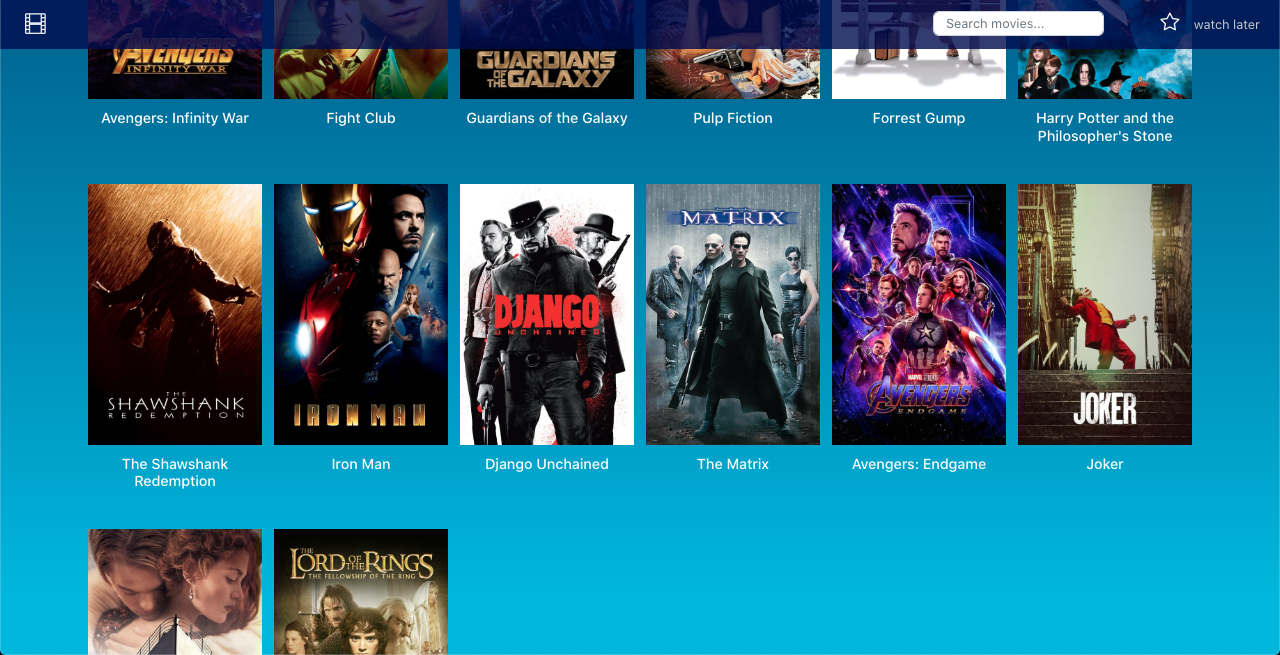 Search movies...
watch later
AVENGERS
INFINITY WAR
GUARDIANS
OF THE
GALAXY
Avengers: Infinity War
Fight Club
Guardians of the Galaxy
Pulp Fiction
Forrest Gump
Harry Potter and the
Philosopher's Stone
THE
SHAWSHANK
REDEMPTION
IRON MAN
DJANGO
UNCHAINED
MATRIX
MARVEL STUDIOS
AVENGERS
ENDGAME
JOKER
The Shawshank
Redemption
Iron Man
Django Unchained
The Matrix
Avengers: Endgame
Joker
THE
LORD OF THE RINGS
THE FELLOWSHIP OF THE RING